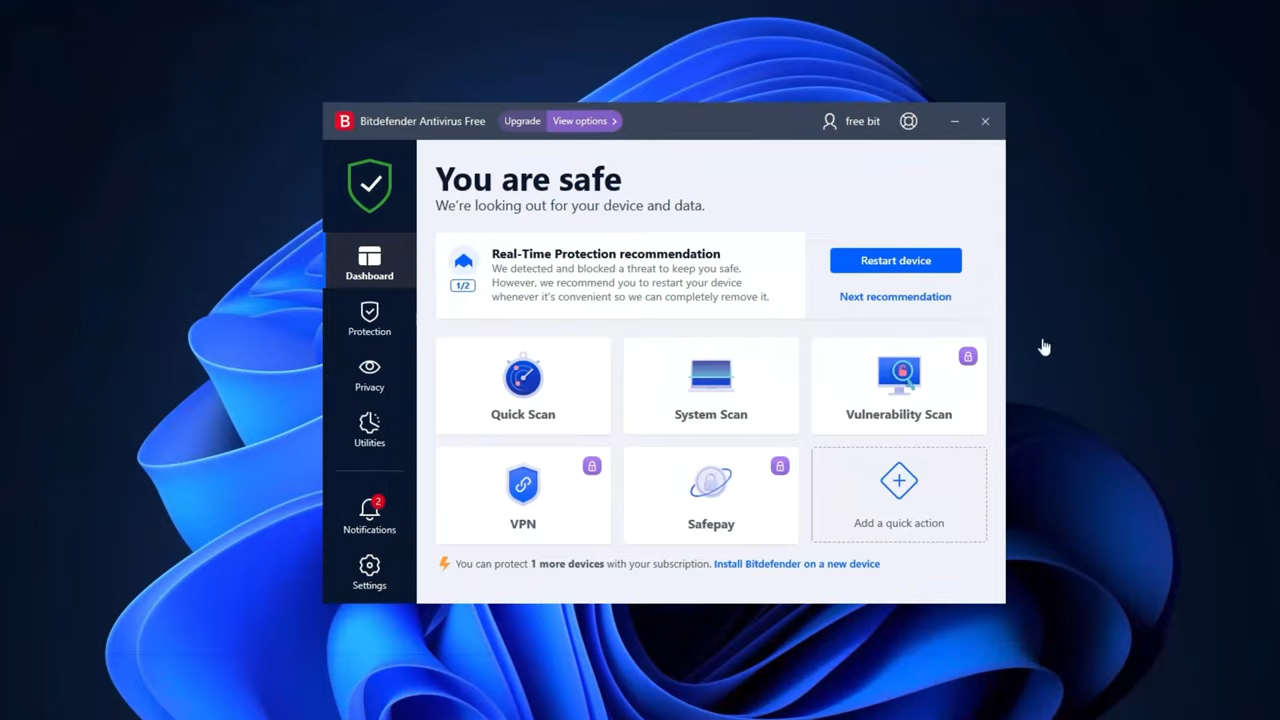 B Bitdefender Antivirus Free Upgrade View options > free bit
You are safe
We're looking out for your device and data.
Dashboard
Protection
Privacy
Utilities
2
Notifications
Settings
Real-Time Protection recommendation
We detected and blocked a threat to keep you safe.
However, we recommend you to restart your device
whenever it's convenient so we can completely remove it.
1/2
Restart device
Next recommendation
Quick Scan
System Scan
Vulnerability Scan
VPN
Safepay
Add a quick action
You can protect 1 more devices with your subscription. Install Bitdefender on a new device